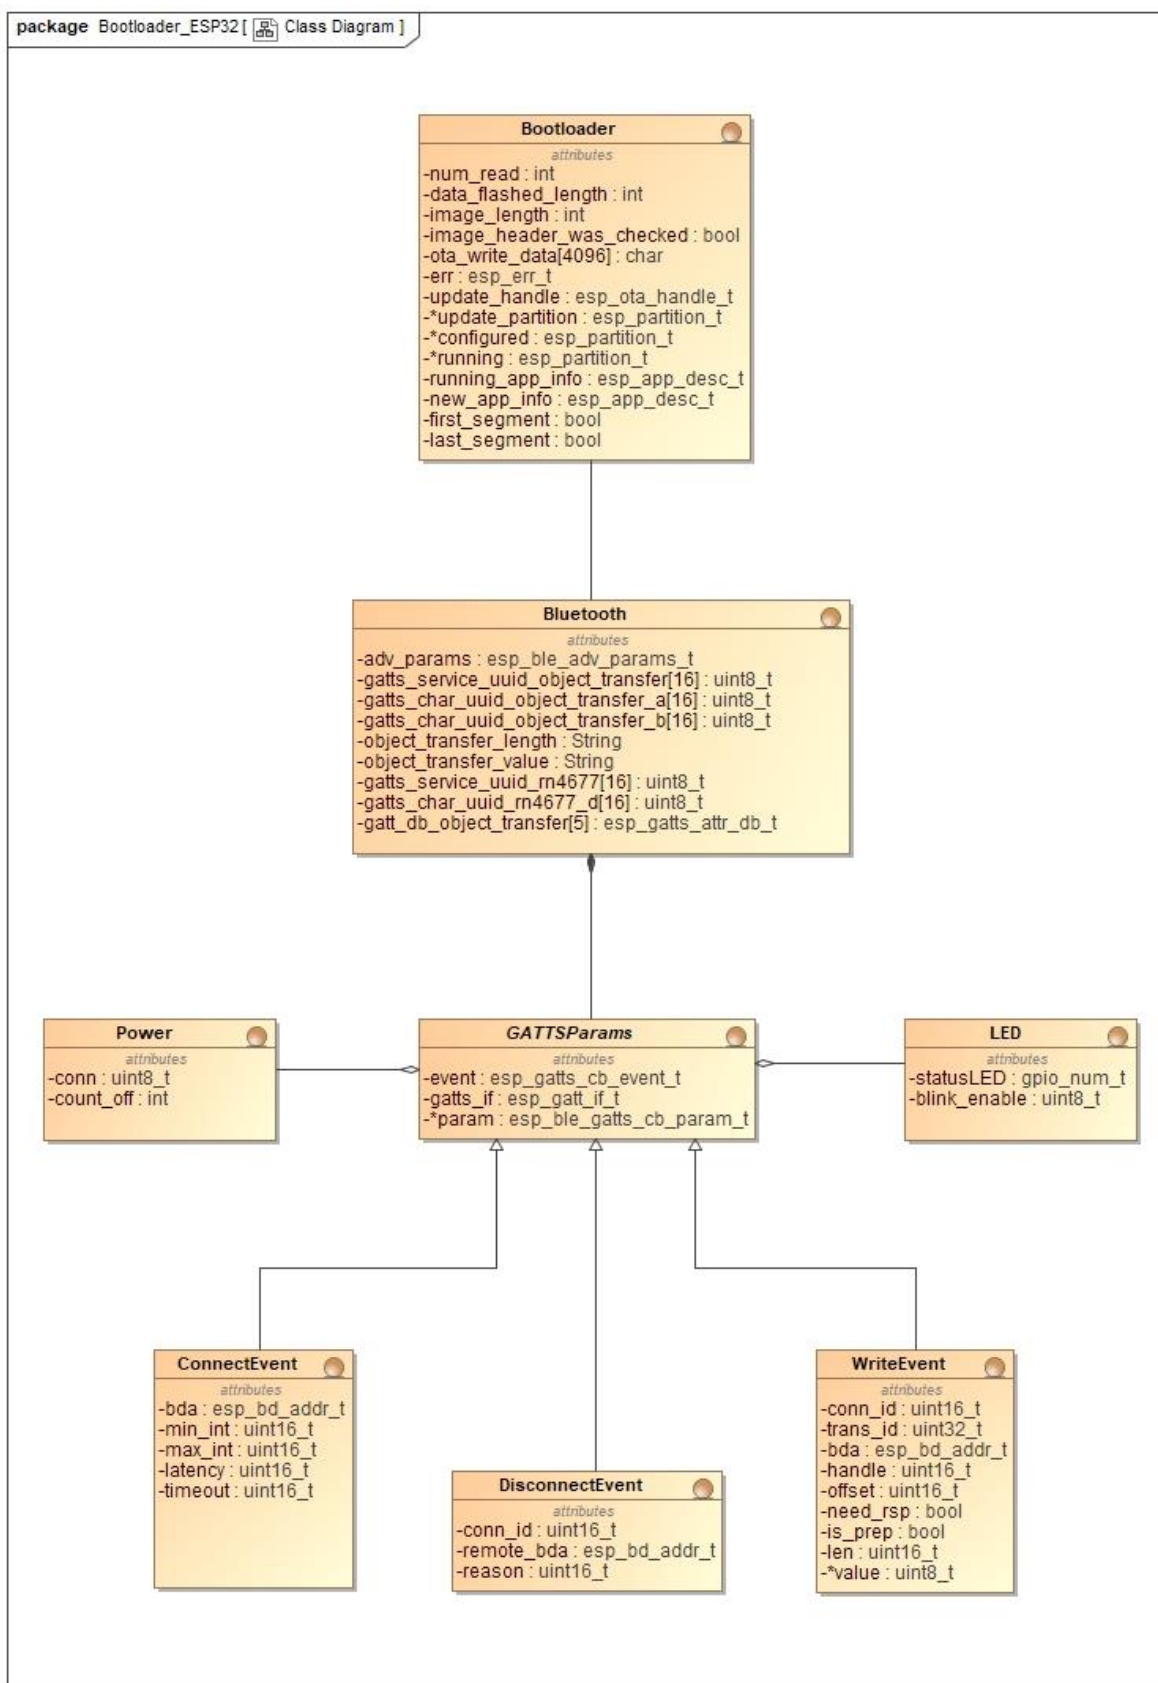 package Bootloader_ESP32 [ Class Diagram ]
Bootloader
attributes
-num_read : int
-data_flashed_length : int
-image_length : int
-image_header_was_checked : bool
-ota_write_data[4096] : char
-err : esp_err_t
-update_handle : esp_ota_handle_t
-*update_partition : esp_partition_t
-*configured : esp_partition_t
-*running : esp_partition_t
-running_app_info : esp_app_desc_t
-new_app_info : esp_app_desc_t
-first_segment : bool
-last_segment : bool
Bluetooth
attributes
-adv_params : esp_ble_adv_params_t
-gatts_service_uuid_object_transfer[16] : uint8_t
-gatts_char_uuid_object_transfer_a[16] : uint8_t
-gatts_char_uuid_object_transfer_b[16] : uint8_t
-object_transfer_length : String
-object_transfer_value : String
-gatts_service_uuid_rn4677[16] : uint8_t
-gatts_char_uuid_rn4677_d[16] : uint8_t
-gatt_db_object_transfer[5] : esp_gatts_attr_db_t
Power
attributes
-conn : uint8_t
-count_off : int
GATTSParams
attributes
-event : esp_gatts_cb_event_t
-gatts_if : esp_gatt_if_t
-*param : esp_ble_gatts_cb_param_t
LED
attributes
-statusLED : gpio_num_t
-blink_enable : uint8_t
ConnectEvent
attributes
-bda : esp_bd_addr_t
-min_int : uint16_t
-max_int : uint16_t
-latency : uint16_t
-timeout : uint16_t
DisconnectEvent
attributes
-conn_id : uint16_t
-remote_bda : esp_bd_addr_t
-reason : uint16_t
WriteEvent
attributes
-conn_id : uint16_t
-trans_id : uint32_t
-bda : esp_bd_addr_t
-handle : uint16_t
-offset : uint16_t
-need_rsp : bool
-is_prep : bool
-len : uint16_t
-*value : uint8_t